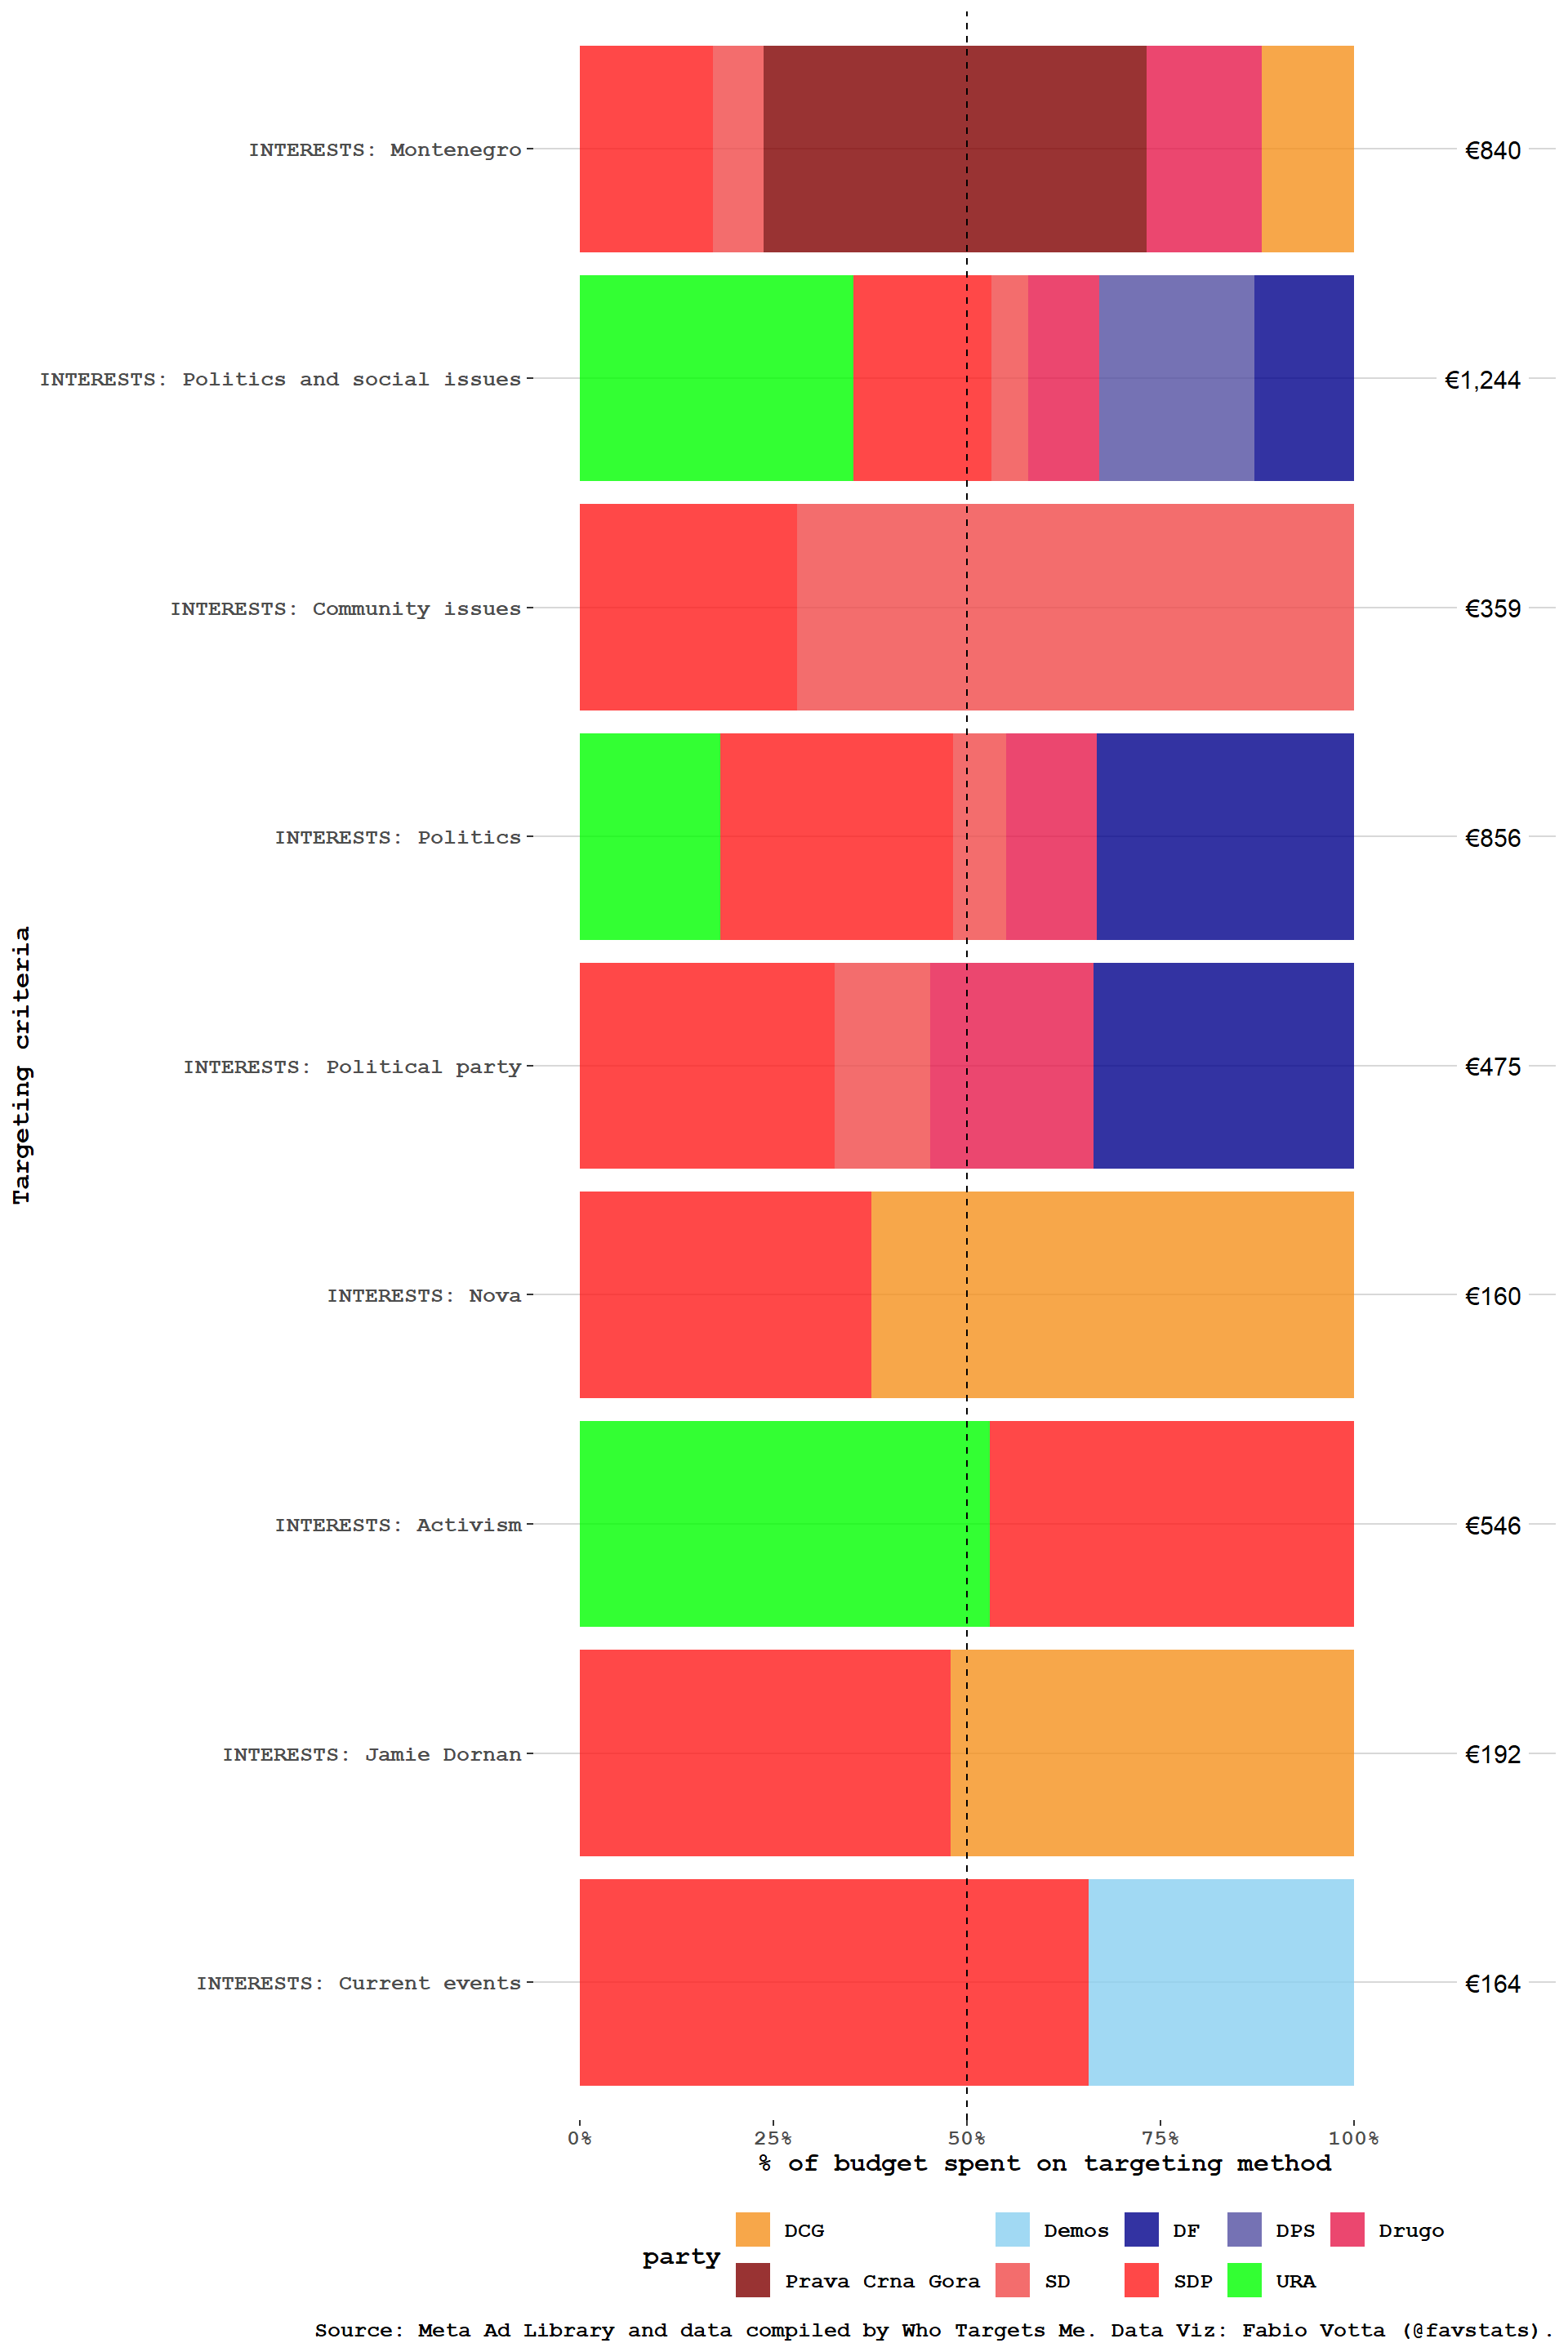 INTERESTS: Montenegro
€840
INTERESTS: Politics and social issues
€1,244
INTERESTS: Community issues
€359
INTERESTS: Politics
€856
Targeting criteria
INTERESTS: Political party
€475
INTERESTS: Nova
€160
INTERESTS: Activism
€546
INTERESTS: Jamie Dornan
€192
INTERESTS: Current events
€164
0% 25% 50% 75% 100%
% of budget spent on targeting method
party
DCG Demos DF DPS Drugo
Prava Crna Gora SD SDP URA
Source: Meta Ad Library and data compiled by Who Targets Me. Data Viz: Fabio Votta (@favstats).